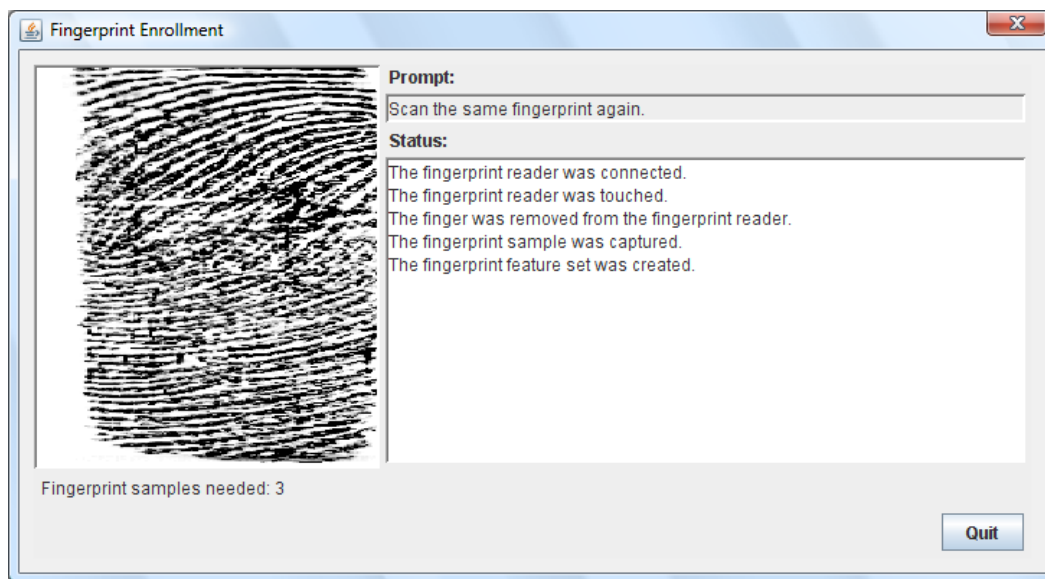 Fingerprint Enrollment
Prompt:
Scan the same fingerprint again.
Status:
The fingerprint reader was connected.
The fingerprint reader was touched.
The finger was removed from the fingerprint reader.
The fingerprint sample was captured.
The fingerprint feature set was created.
Fingerprint samples needed: 3
Quit